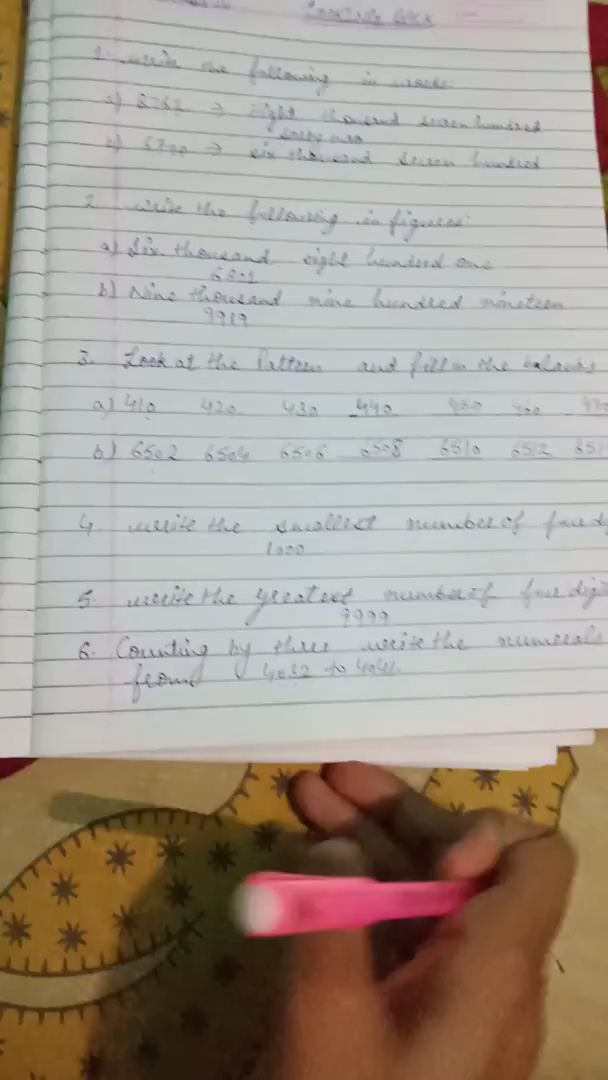 1. write the following in words:
a) 8762 → eight thousand seven hundred
sixty two
6700 → six thousand seven hundred
2. write the following in figures:
a) Six thousand eight hundred one
6801
b) Nine thousand nine hundred nineteen
9919
3. Look at the Pattern and fill in the
a) 410 420 430 440 450 460
b) 6502 6504 6506 6508 6510 6512
4. write the smallest number of four
1000
5. write the greatest number of four
9999
6. Counting by three write the numerals
from 4032 to